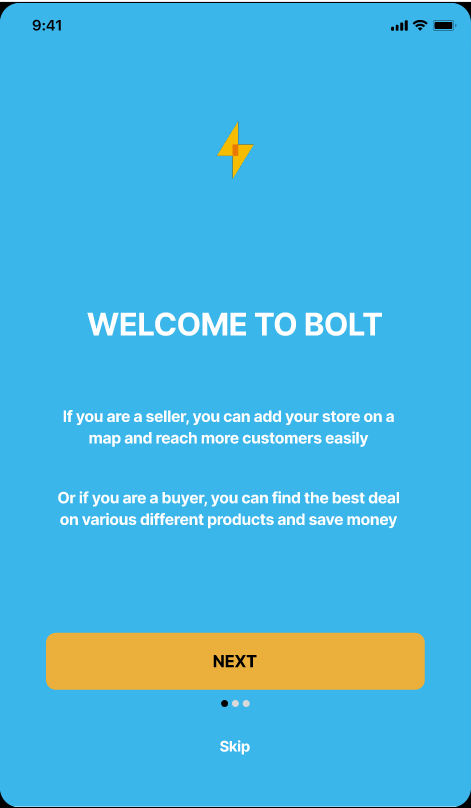 9:41
WELCOME TO BOLT
If you are a seller, you can add your store on a
map and reach more customers easily
Or if you are a buyer, you can find the best deal
on various different products and save money
NEXT
Skip